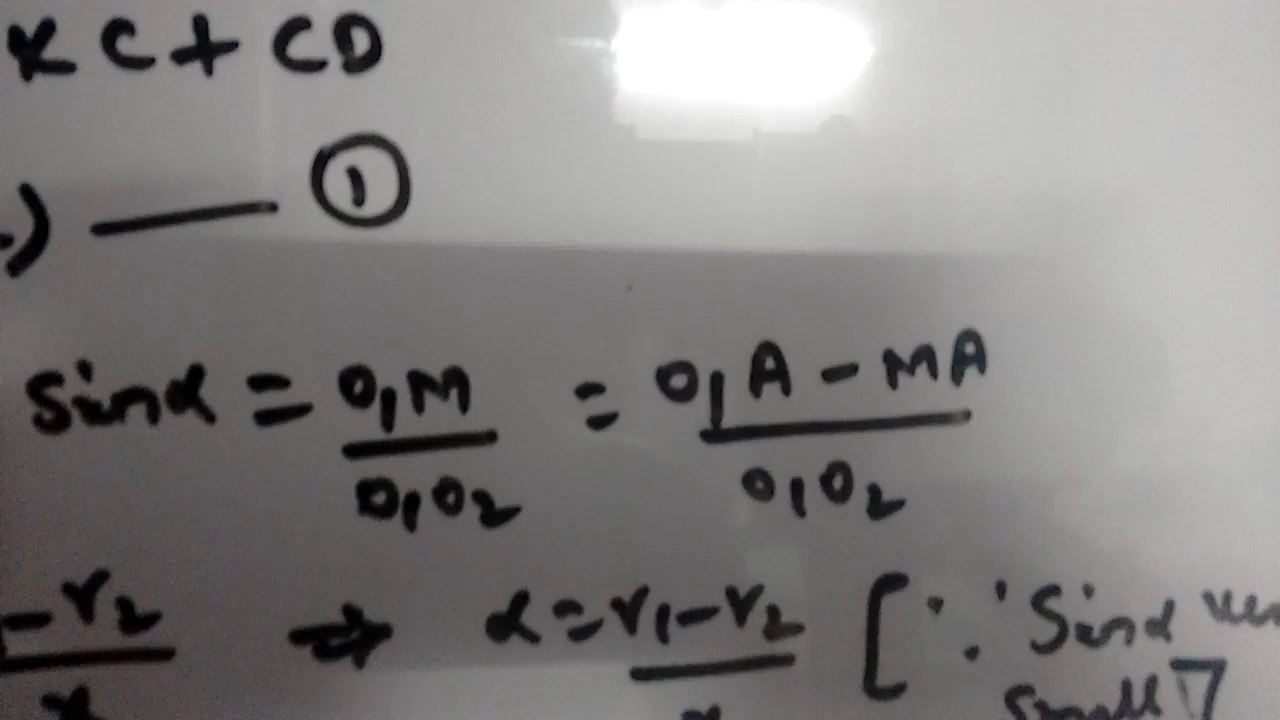 KC + CD
·) — ①
Sinα = O₁M / O₁O₂ = O₁A - MA / O₁O₂
-r₂ / x ⇒ α = r₁-r₂ / x [∵ Sinα
Small]